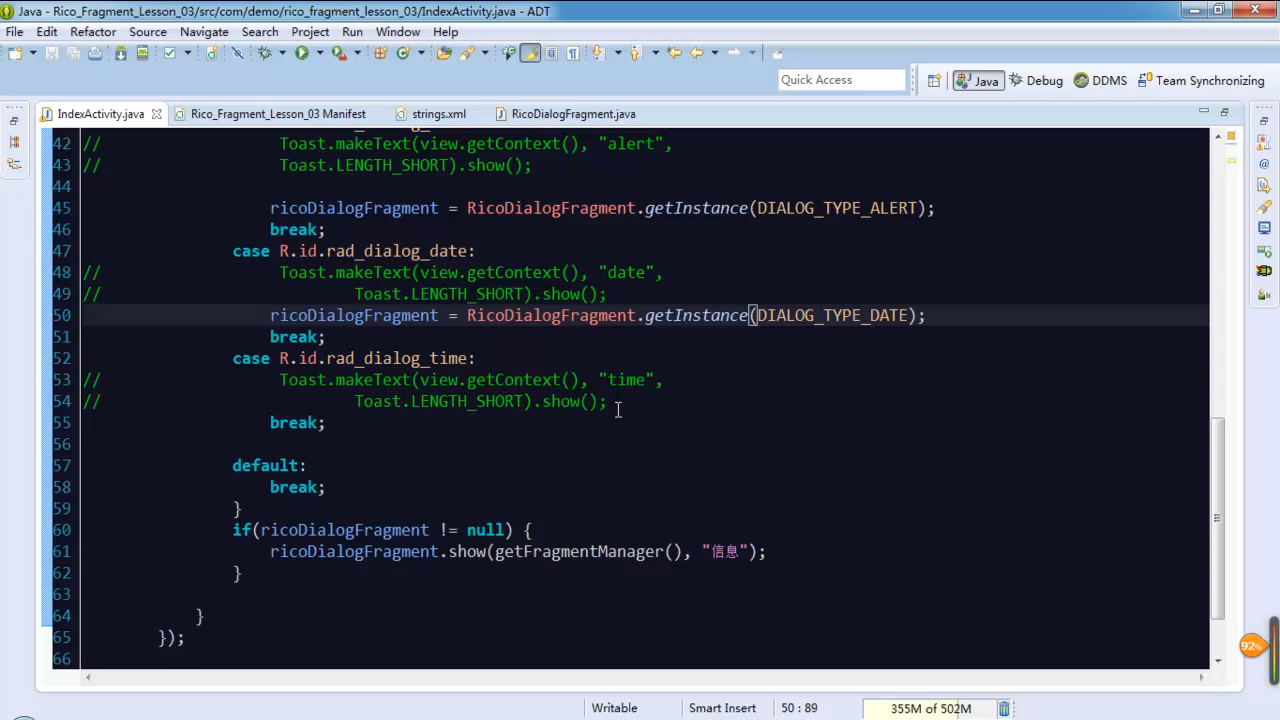 Java - Rico_Fragment_Lesson_03/src/com/demo/rico_fragment_lesson_03/IndexActivity.java - ADT
File Edit Refactor Source Navigate Search Project Run Window Help
Quick Access
Java Debug DDMS Team Synchronizing
IndexActivity.java Rico_Fragment_Lesson_03 Manifest strings.xml RicoDialogFragment.java
42 // Toast.makeText(view.getContext(), "alert",
43 // Toast.LENGTH_SHORT).show();
44
45 ricoDialogFragment = RicoDialogFragment.getInstance(DIALOG_TYPE_ALERT);
46 break;
47 case R.id.rad_dialog_date:
48 // Toast.makeText(view.getContext(), "date",
49 // Toast.LENGTH_SHORT).show();
50 ricoDialogFragment = RicoDialogFragment.getInstance(DIALOG_TYPE_DATE);
51 break;
52 case R.id.rad_dialog_time:
53 // Toast.makeText(view.getContext(), "time",
54 // Toast.LENGTH_SHORT).show();
55 break;
56
57 default:
58 break;
59 }
60 if(ricoDialogFragment != null) {
61 ricoDialogFragment.show(getFragmentManager(), "信息");
62 }
63
64 }
65 });
66
92%
Writable Smart Insert 50 : 89 355M of 502M